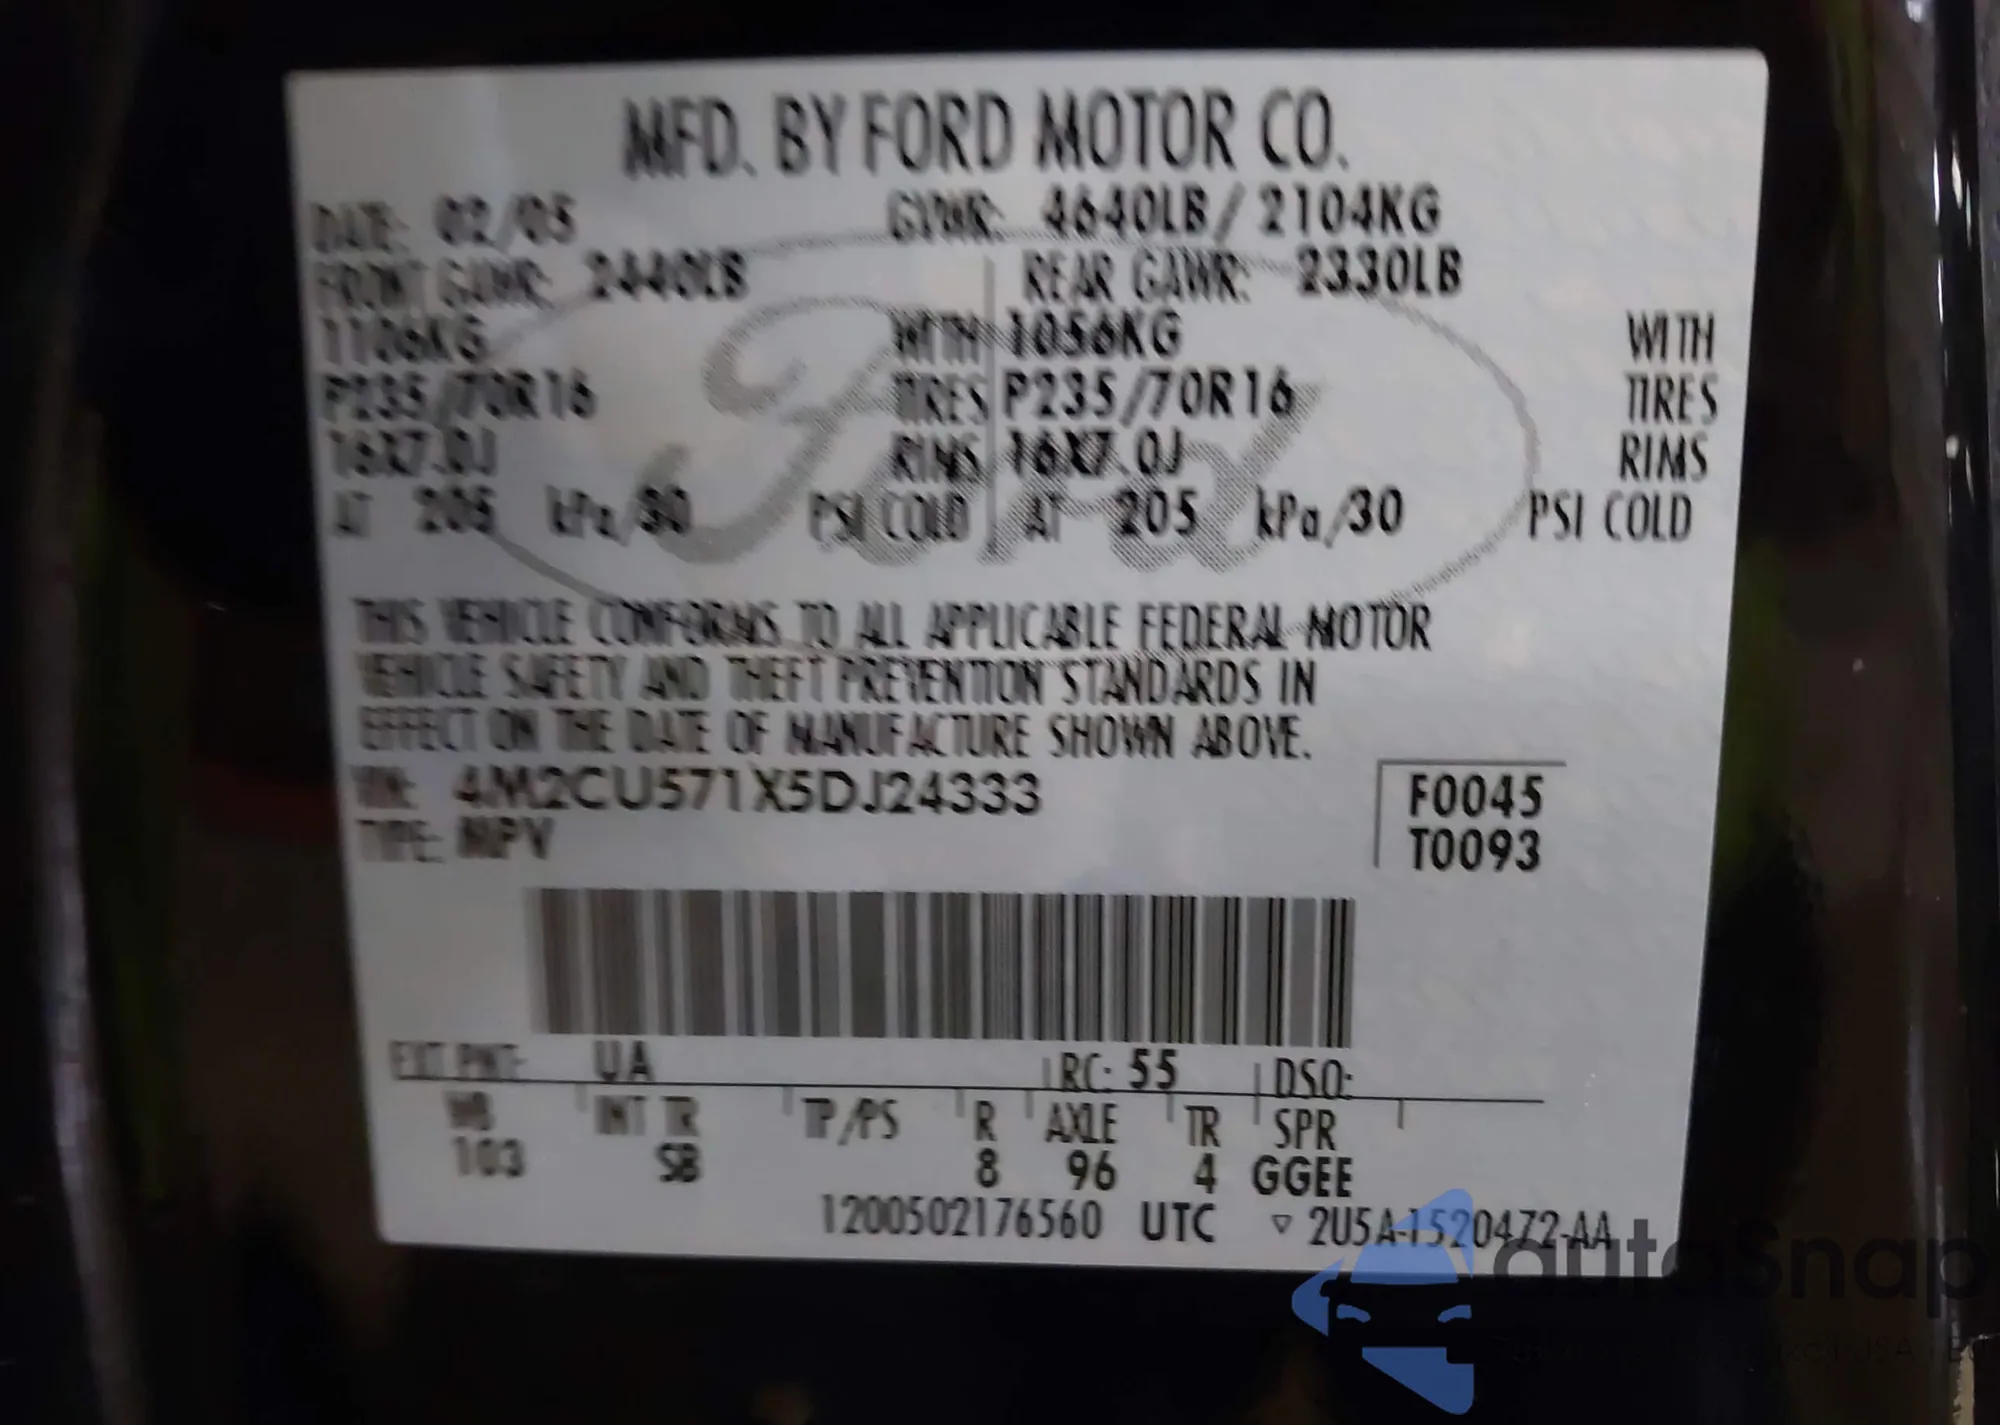 MFD. BY FORD MOTOR CO.
DATE: 02/05 GVWR: 4640LB/ 2104KG
FRONT GAWR: 2440LB REAR GAWR: 2330LB
1106KG WITH 1056KG WITH
P235/70R16 TIRES P235/70R16 TIRES
16X7.0J RIMS 16X7.0J RIMS
AT 205 kPa/30 PSI COLD AT 205 kPa/30 PSI COLD
Ford
THIS VEHICLE CONFORMS TO ALL APPLICABLE FEDERAL MOTOR
VEHICLE SAFETY AND THEFT PREVENTION STANDARDS IN
EFFECT ON THE DATE OF MANUFACTURE SHOWN ABOVE.
VIN: 4M2CU571X5DJ24333 F0045
TYPE: MPV T0093
EXT PNT: UA RC: 55 DSO:
WB INT TR TP/PS R AXLE TR SPR
103 SB 8 96 4 GGEE
1200502176560 UTC ▽ 2U5A-1520472-AA
autosnap